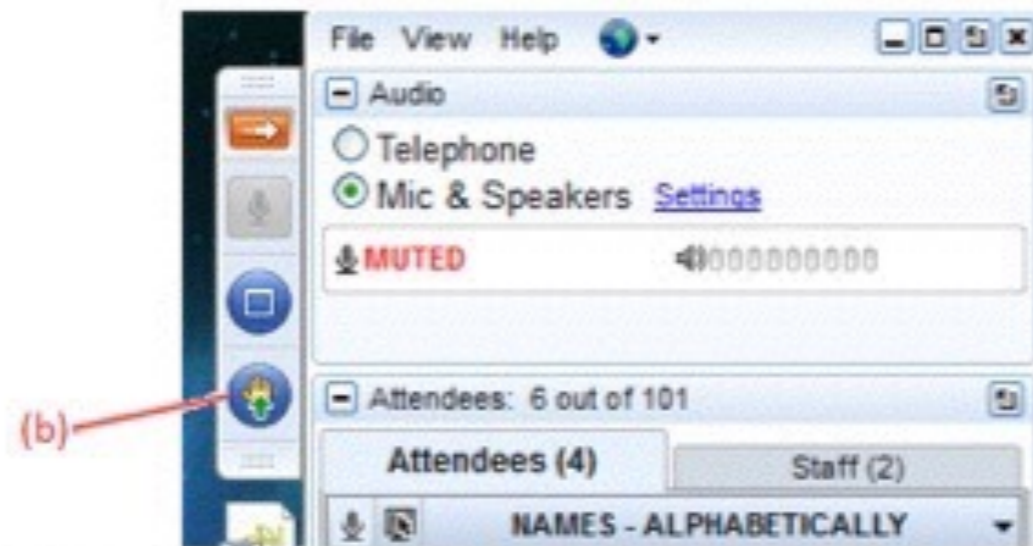 File View Help
Audio
Telephone
Mic & Speakers Settings
MUTED
Attendees: 6 out of 101
(b)
Attendees (4) Staff (2)
NAMES - ALPHABETICALLY